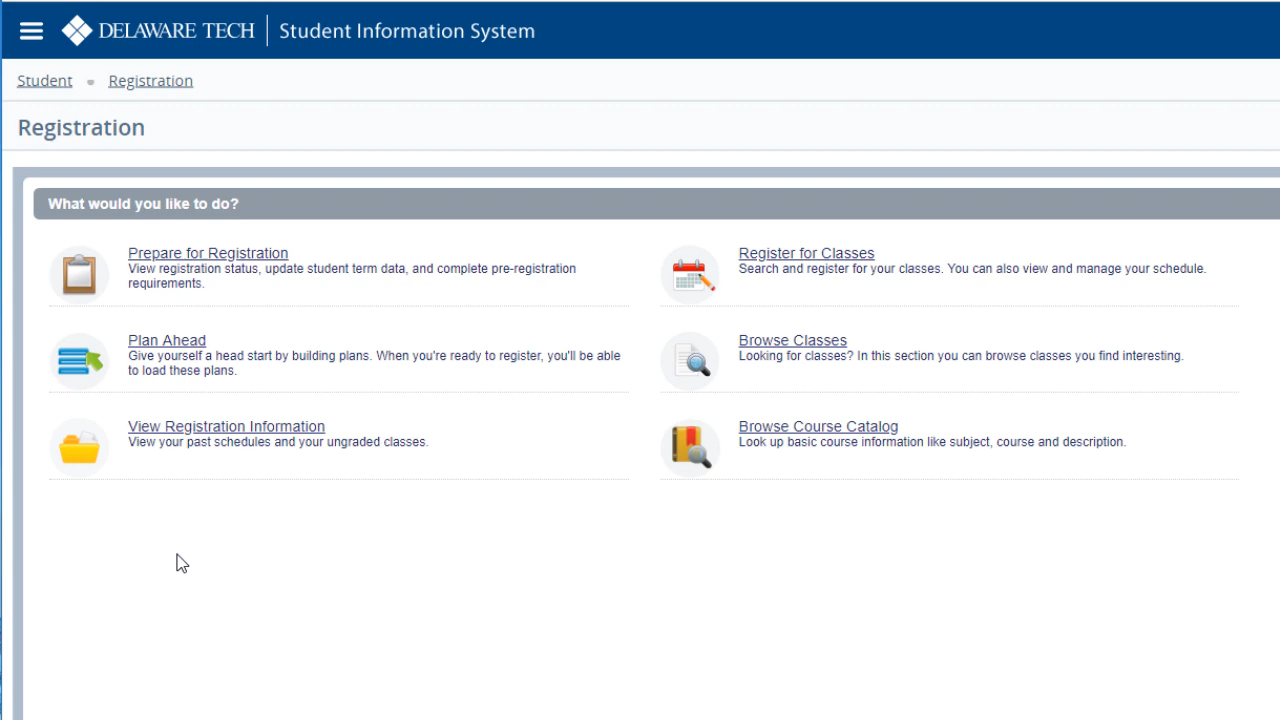 DELAWARE TECH Student Information System
Student Registration
Registration
What would you like to do?
Prepare for Registration
View registration status, update student term data, and complete pre-registration
requirements.
Register for Classes
Search and register for your classes. You can also view and manage your schedule.
Plan Ahead
Give yourself a head start by building plans. When you're ready to register, you'll be able
to load these plans.
Browse Classes
Looking for classes? In this section you can browse classes you find interesting.
View Registration Information
View your past schedules and your ungraded classes.
Browse Course Catalog
Look up basic course information like subject, course and description.